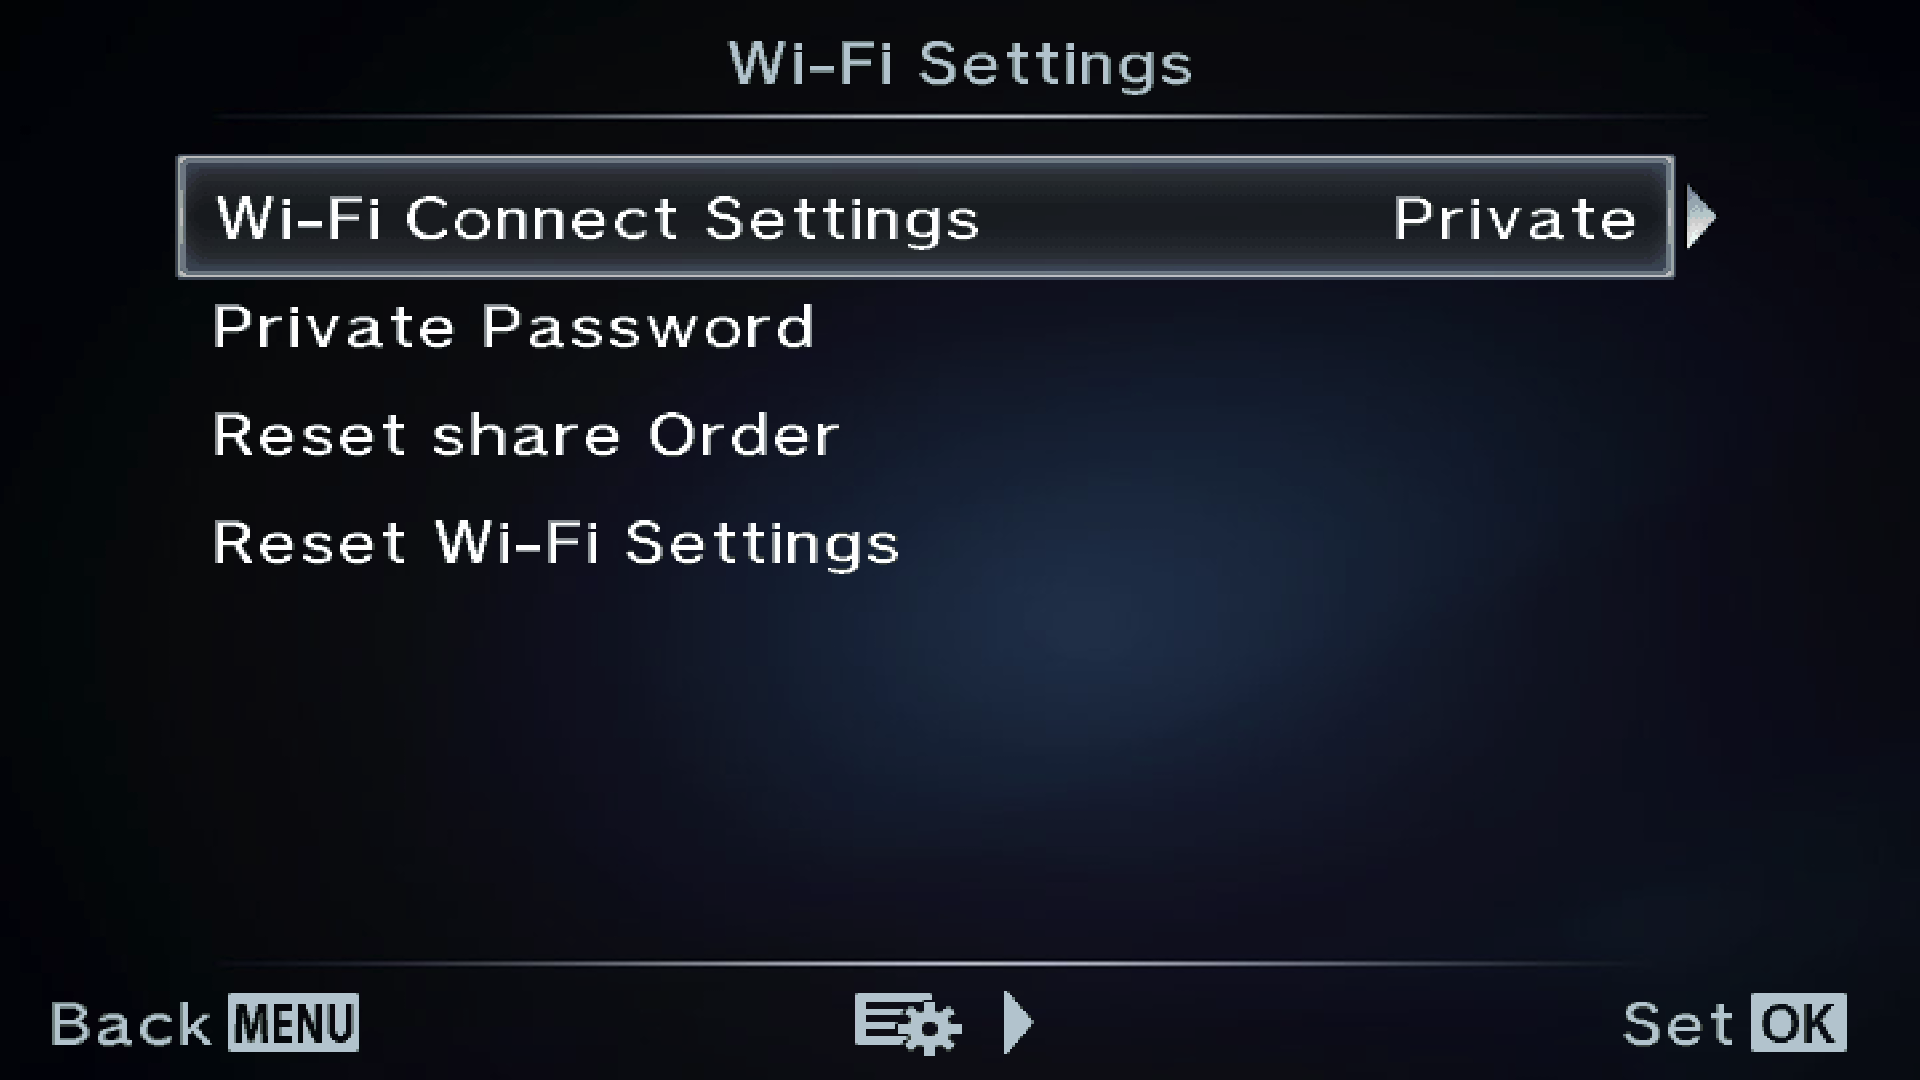 Wi-Fi Settings
Wi-Fi Connect Settings Private
Private Password
Reset share Order
Reset Wi-Fi Settings
Back MENU Set OK